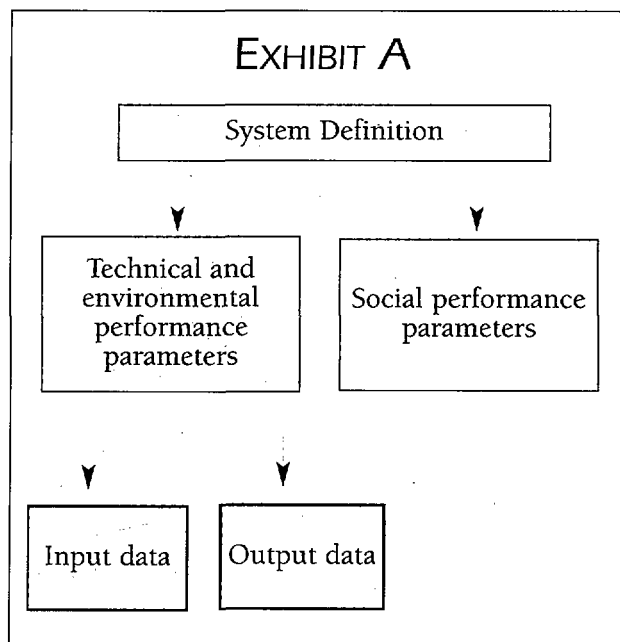 EXHIBIT A
System Definition
Technical and
environmental
performance
parameters
Social performance
parameters
Input data
Output data